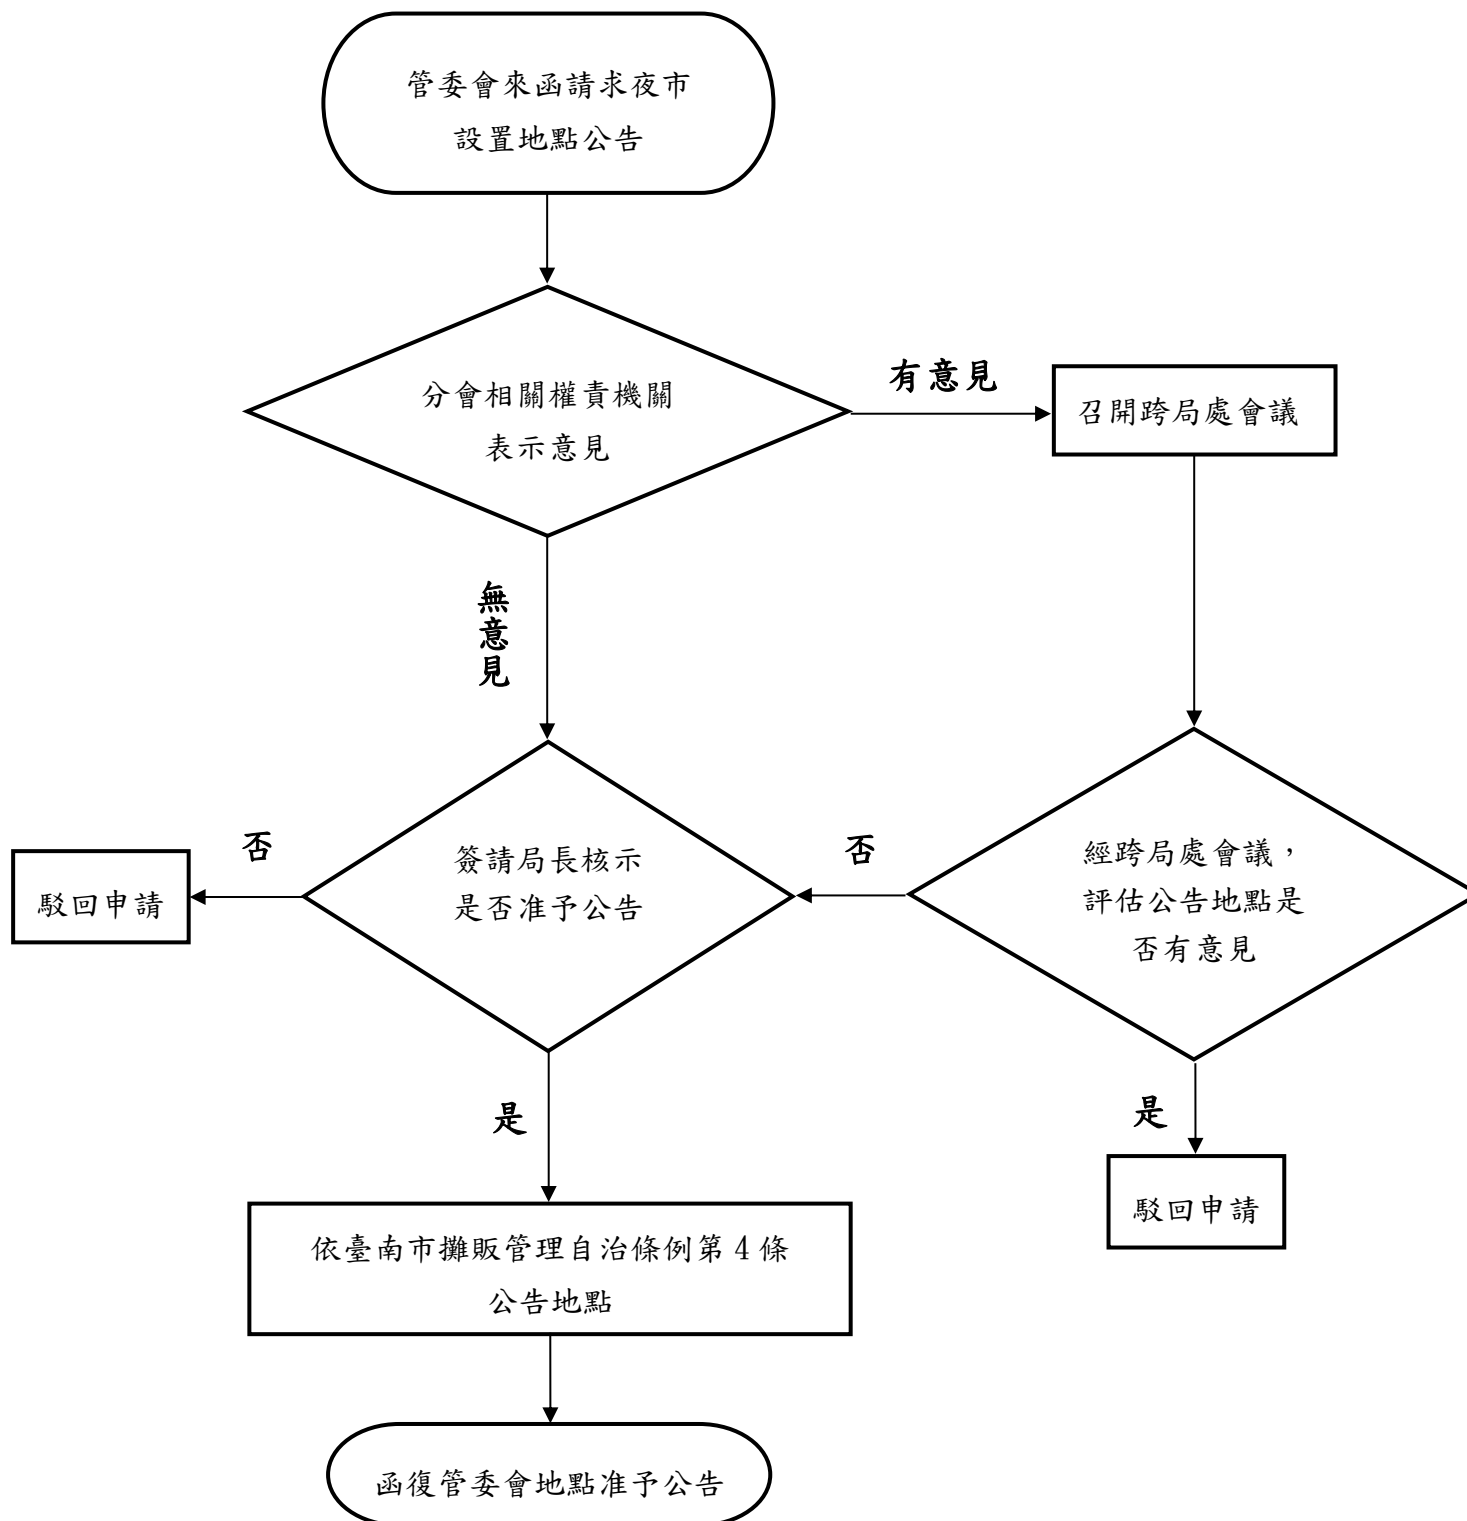 管委會來函請求夜市
設置地點公告
分會相關權責機關
表示意見
有意見
召開跨局處會議
無意見
簽請局長核示
是否准予公告
否
駁回申請
否
經跨局處會議，
評估公告地點是
否有意見
是
駁回申請
是
依臺南市攤販管理自治條例第 4 條
公告地點
函復管委會地點准予公告